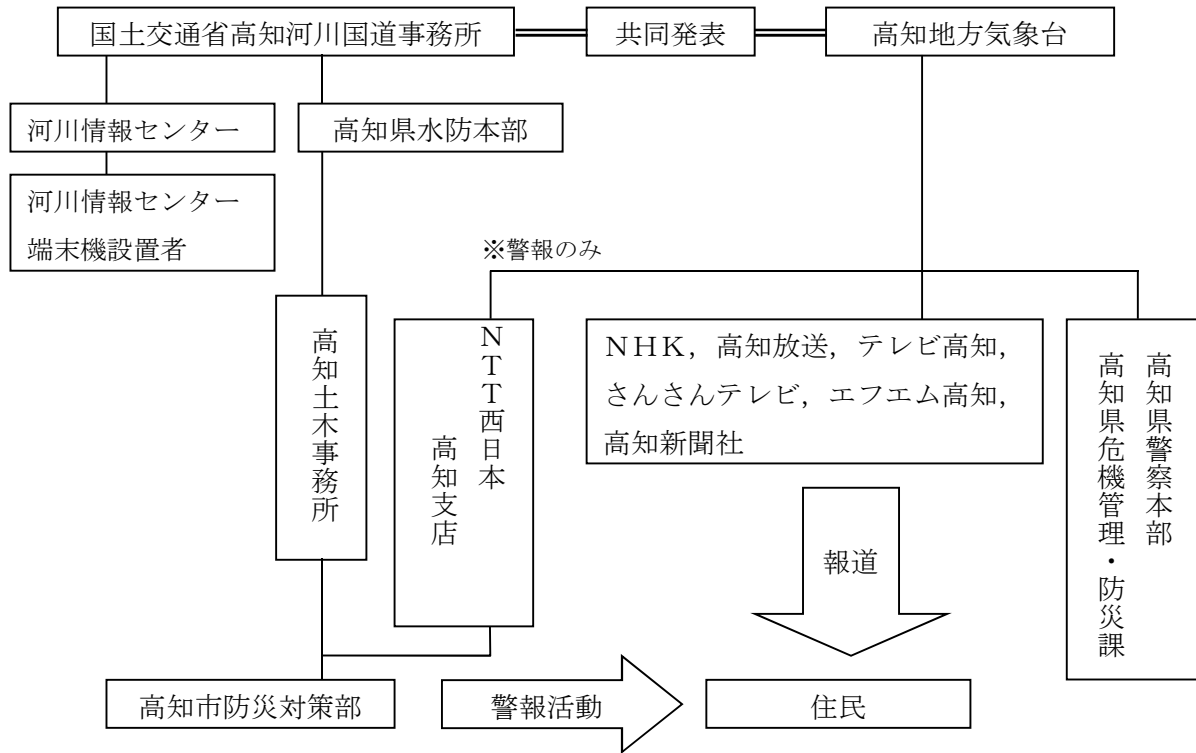 国土交通省高知河川国道事務所
共同発表
高知地方気象台
河川情報センター
高知県水防本部
河川情報センター
端末機設置者
※警報のみ
高知土木事務所
ＮＴＴ西日本
高知支店
ＮＨＫ，高知放送，テレビ高知，
さんさんテレビ，エフエム高知，
高知新聞社
高知県警察本部
高知県危機管理・防災課
報道
高知市防災対策部
警報活動
住民